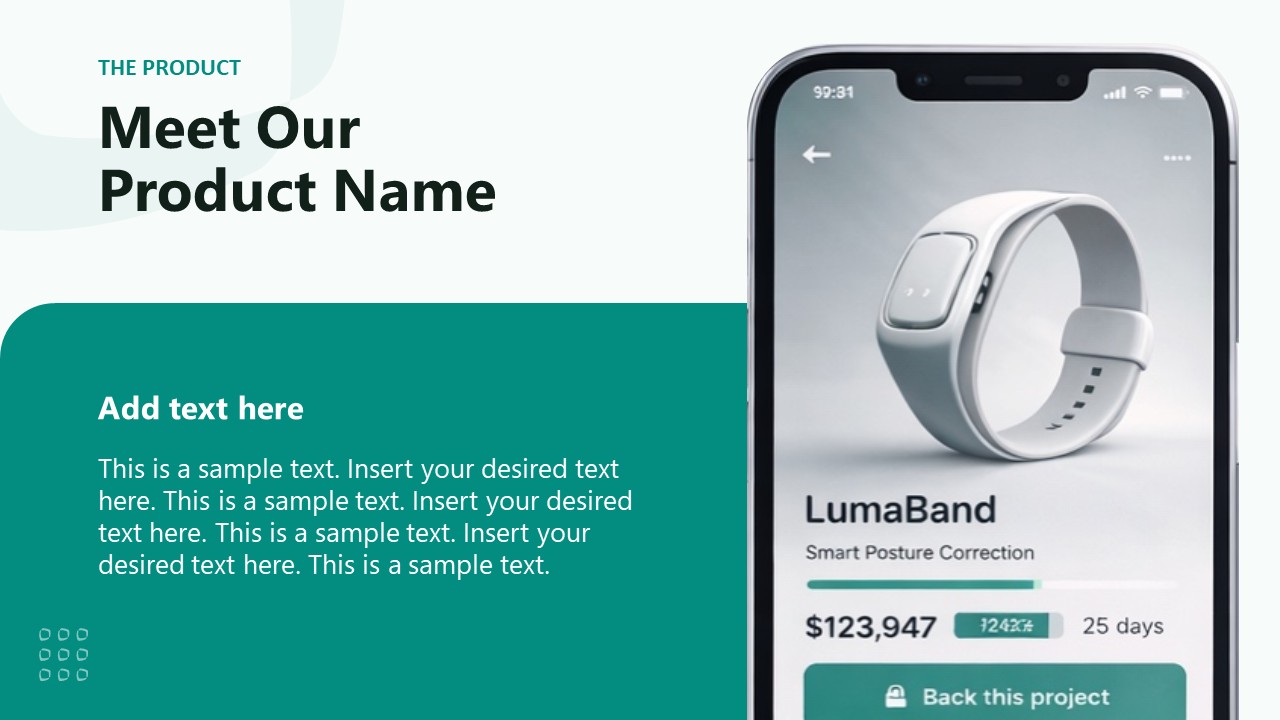 THE PRODUCT
Meet Our
Product Name
Add text here
This is a sample text. Insert your desired text
here. This is a sample text. Insert your desired
text here. This is a sample text. Insert your
desired text here. This is a sample text.
LumaBand
Smart Posture Correction
$123,947 25 days
Back this project